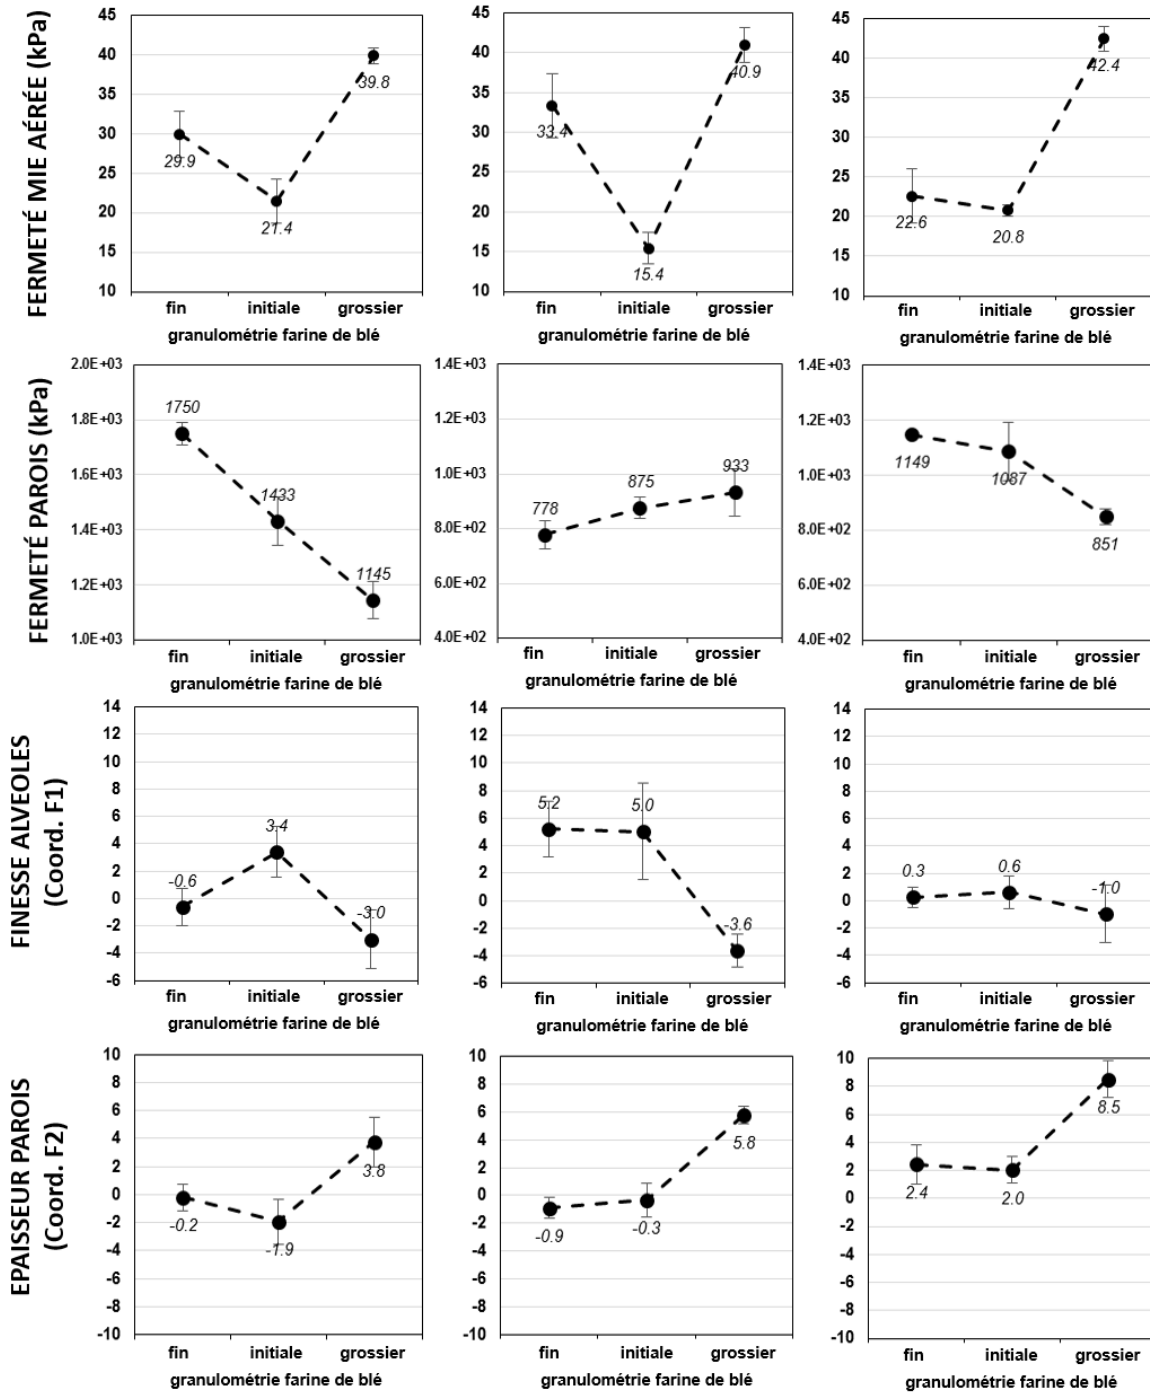 FERMETÉ MIE AÉRÉE (kPa)
45
40
35
30
25
20
15
10
29.9
21.4
39.8
fin initiale grossier
granulométrie farine de blé
45
40
35
30
25
20
15
10
33.4
15.4
40.9
fin initiale grossier
granulométrie farine de blé
45
40
35
30
25
20
15
10
22.6
20.8
42.4
fin initiale grossier
granulométrie farine de blé
FERMETÉ PAROIS (kPa)
2.0E+03
1.8E+03
1.6E+03
1.4E+03
1.2E+03
1.0E+03
1750
1433
1145
fin initiale grossier
granulométrie farine de blé
1.4E+03
1.2E+03
1.0E+03
8.0E+02
6.0E+02
4.0E+02
778
875
933
fin initiale grossier
granulométrie farine de blé
1.4E+03
1.2E+03
1.0E+03
8.0E+02
6.0E+02
4.0E+02
1149
1087
851
fin initiale grossier
granulométrie farine de blé
FINESSE ALVEOLES
(Coord. F1)
14
12
10
8
6
4
2
0
-2
-4
-6
-0.6
3.4
-3.0
fin initiale grossier
granulométrie farine de blé
14
12
10
8
6
4
2
0
-2
-4
-6
5.2
5.0
-3.6
fin initiale grossier
granulométrie farine de blé
14
12
10
8
6
4
2
0
-2
-4
-6
0.3
0.6
-1.0
fin initiale grossier
granulométrie farine de blé
EPAISSEUR PAROIS
(Coord. F2)
10
8
6
4
2
0
-2
-4
-6
-8
-10
-0.2
-1.9
3.8
fin initiale grossier
granulométrie farine de blé
10
8
6
4
2
0
-2
-4
-6
-8
-10
-0.9
-0.3
5.8
fin initiale grossier
granulométrie farine de blé
10
8
6
4
2
0
-2
-4
-6
-8
-10
2.4
2.0
8.5
fin initiale grossier
granulométrie farine de blé